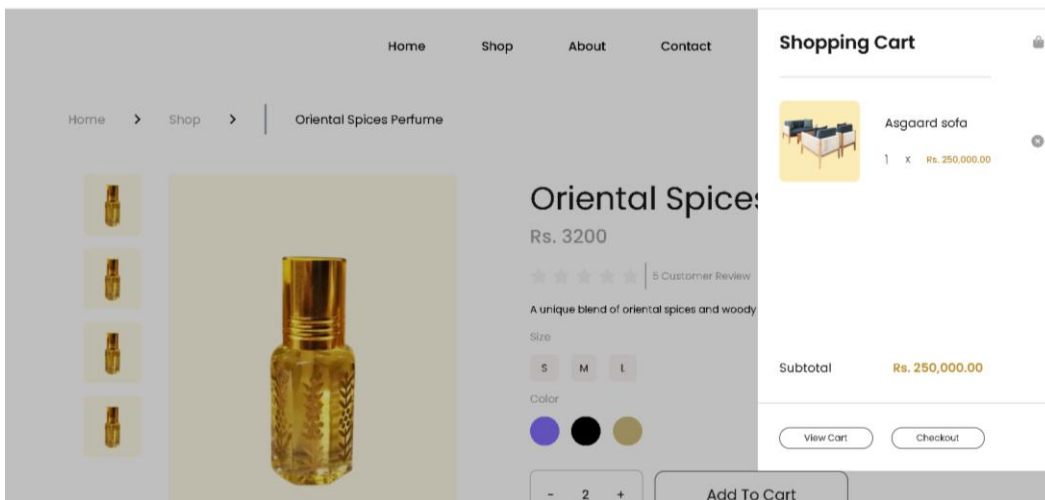 Home Shop About Contact
Home > Shop > Oriental Spices Perfume
Oriental Spices
Rs. 3200
5 Customer Review
A unique blend of oriental spices and woody
Size
S M L
Color
- 2 +
Add To Cart
Shopping Cart
Asgaard sofa
1 x Rs. 250,000.00
Subtotal Rs. 250,000.00
View Cart Checkout